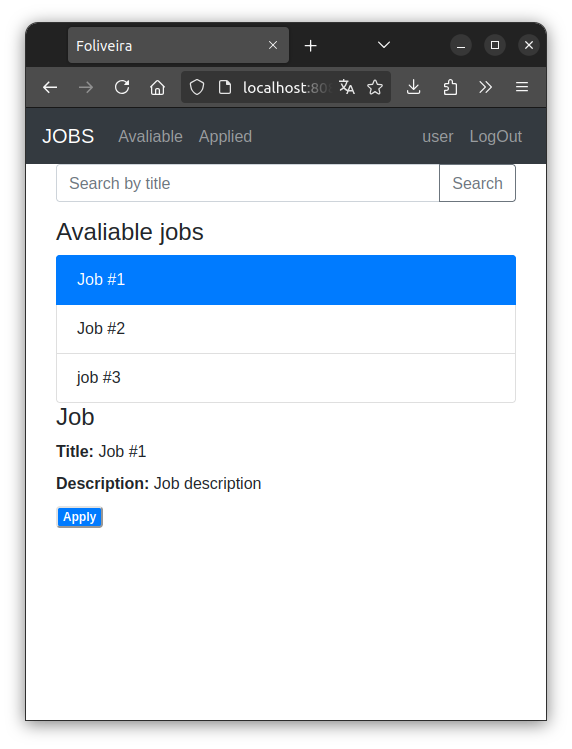 Foliveira
localhost:80
JOBS Avaliable Applied user LogOut
Search by title Search
Avaliable jobs
Job #1
Job #2
job #3
Job
Title: Job #1
Description: Job description
Apply